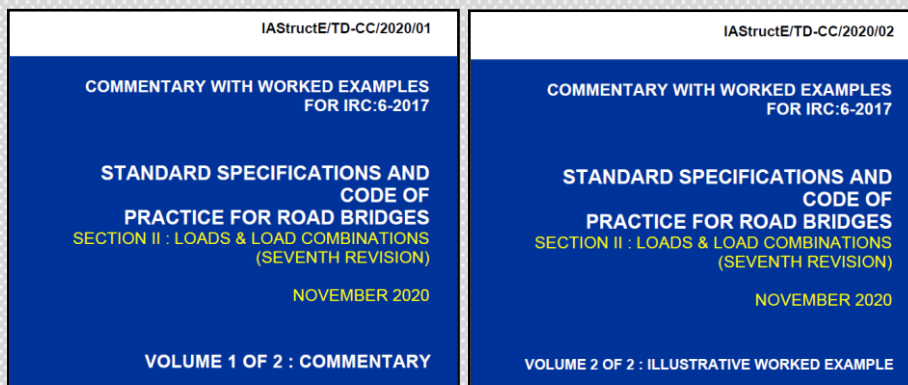 IAStructE/TD-CC/2020/01
COMMENTARY WITH WORKED EXAMPLES
FOR IRC:6-2017
STANDARD SPECIFICATIONS AND
CODE OF
PRACTICE FOR ROAD BRIDGES
SECTION II : LOADS & LOAD COMBINATIONS
(SEVENTH REVISION)
NOVEMBER 2020
VOLUME 1 OF 2 : COMMENTARY
IAStructE/TD-CC/2020/02
COMMENTARY WITH WORKED EXAMPLES
FOR IRC:6-2017
STANDARD SPECIFICATIONS AND
CODE OF
PRACTICE FOR ROAD BRIDGES
SECTION II : LOADS & LOAD COMBINATIONS
(SEVENTH REVISION)
NOVEMBER 2020
VOLUME 2 OF 2 : ILLUSTRATIVE WORKED EXAMPLE